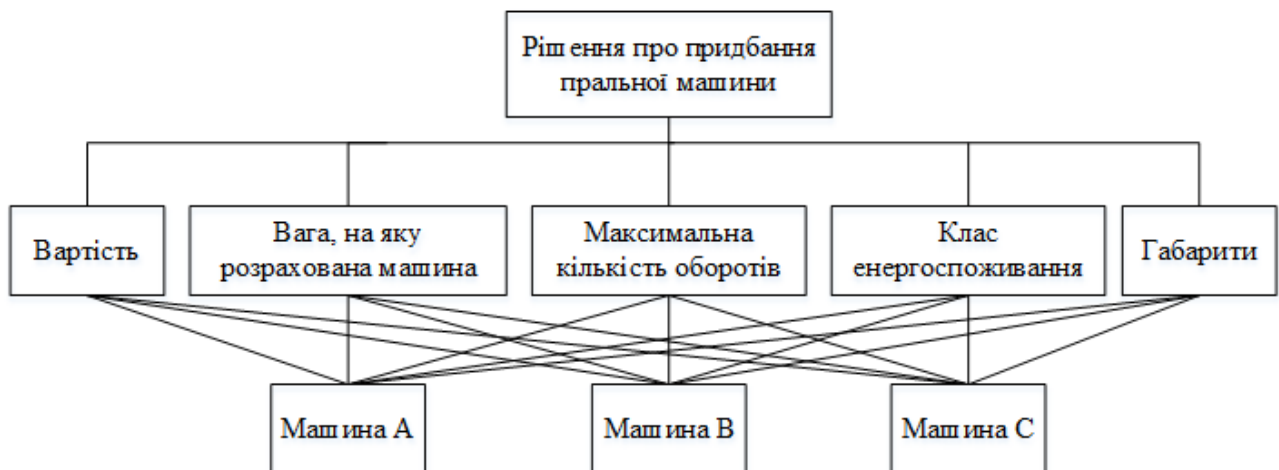 Рішення про придбання
пральної машини
Вартість
Вага, на яку
розрахована машина
Максимальна
кількість оборотів
Клас
енергоспоживання
Габарити
Машина А
Машина В
Машина С